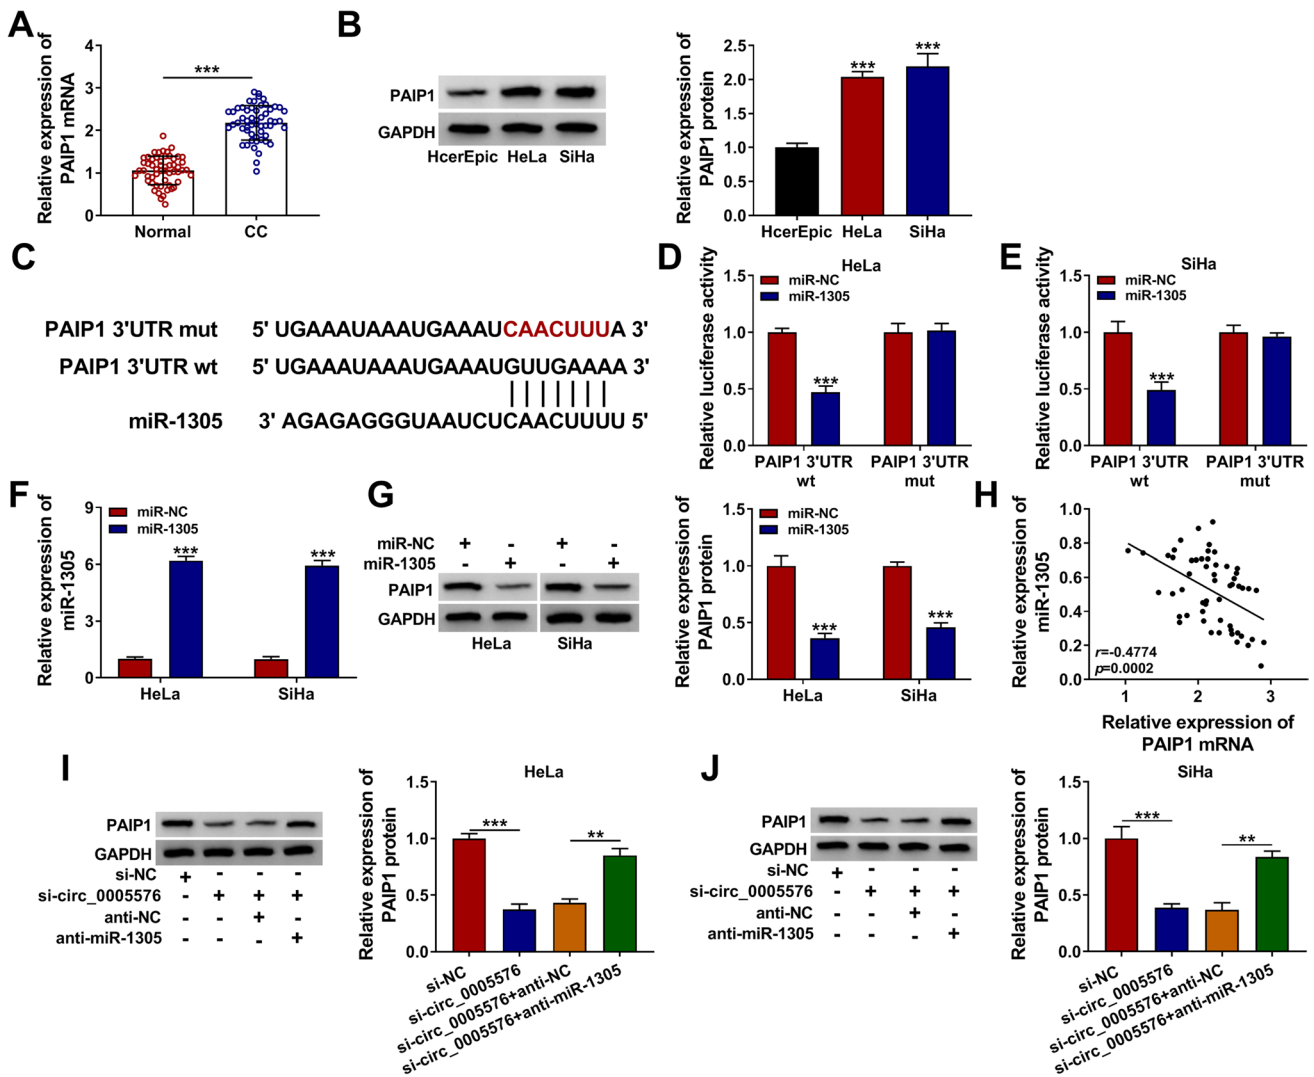 A
Relative expression of
PAIP1 mRNA
4
3
2
1
0
***
Normal
CC
B
PAIP1
GAPDH
HcerEpic HeLa SiHa
Relative expression of
PAIP1 protein
2.5
2.0
1.5
1.0
0.5
0.0
***
***
HcerEpic HeLa SiHa
C
PAIP1 3'UTR mut 5' UGAAAUAAAUGAAAUCAACUUUA 3'
PAIP1 3'UTR wt 5' UGAAAUAAAUGAAAUGUUGAAAA 3'
miR-1305 3' AGAGAGGGUAAUCUCAACUUUU 5'
D
HeLa
Relative luciferase activity
1.5
1.0
0.5
0.0
miR-NC
miR-1305
***
PAIP1 3'UTR
wt
PAIP1 3'UTR
mut
E
SiHa
Relative luciferase activity
1.5
1.0
0.5
0.0
miR-NC
miR-1305
***
PAIP1 3'UTR
wt
PAIP1 3'UTR
mut
F
Relative expression of
miR-1305
9
6
3
0
miR-NC
miR-1305
***
***
HeLa
SiHa
G
miR-NC + - + -
miR-1305 - + - +
PAIP1
GAPDH
HeLa SiHa
Relative expression of
PAIP1 protein
1.5
1.0
0.5
0.0
miR-NC
miR-1305
***
***
HeLa
SiHa
H
Relative expression of
miR-1305
1.0
0.8
0.6
0.4
0.2
0.0
r=-0.4774
p=0.0002
1 2 3
Relative expression of
PAIP1 mRNA
I
PAIP1
GAPDH
si-NC + - - -
si-circ_0005576 - + + +
anti-NC - - + -
anti-miR-1305 - - - +
HeLa
Relative expression of
PAIP1 protein
1.5
1.0
0.5
0.0
***
**
si-NC
si-circ_0005576
si-circ_0005576+anti-NC
si-circ_0005576+anti-miR-1305
J
PAIP1
GAPDH
si-NC + - - -
si-circ_0005576 - + + +
anti-NC - - + -
anti-miR-1305 - - - +
SiHa
Relative expression of
PAIP1 protein
1.5
1.0
0.5
0.0
***
**
si-NC
si-circ_0005576
si-circ_0005576+anti-NC
si-circ_0005576+anti-miR-1305